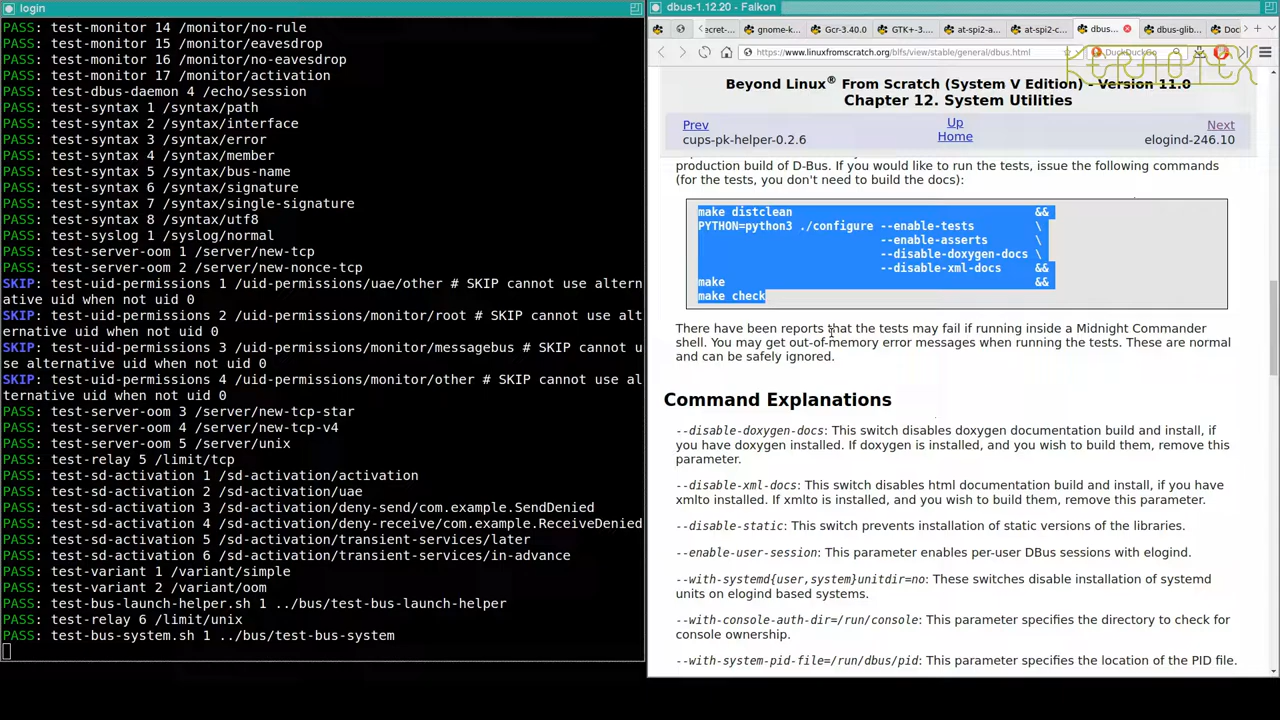 login
PASS: test-monitor 14 /monitor/no-rule
PASS: test-monitor 15 /monitor/eavesdrop
PASS: test-monitor 16 /monitor/no-eavesdrop
PASS: test-monitor 17 /monitor/activation
PASS: test-dbus-daemon 4 /echo/session
PASS: test-syntax 1 /syntax/path
PASS: test-syntax 2 /syntax/interface
PASS: test-syntax 3 /syntax/error
PASS: test-syntax 4 /syntax/member
PASS: test-syntax 5 /syntax/bus-name
PASS: test-syntax 6 /syntax/signature
PASS: test-syntax 7 /syntax/single-signature
PASS: test-syntax 8 /syntax/utf8
PASS: test-syslog 1 /syslog/normal
PASS: test-server-oom 1 /server/new-tcp
PASS: test-server-oom 2 /server/new-nonce-tcp
SKIP: test-uid-permissions 1 /uid-permissions/uae/other # SKIP cannot use altern
ative uid when not uid 0
SKIP: test-uid-permissions 2 /uid-permissions/monitor/root # SKIP cannot use alt
ernative uid when not uid 0
SKIP: test-uid-permissions 3 /uid-permissions/monitor/messagebus # SKIP cannot u
se alternative uid when not uid 0
SKIP: test-uid-permissions 4 /uid-permissions/monitor/other # SKIP cannot use al
ternative uid when not uid 0
PASS: test-server-oom 3 /server/new-tcp-star
PASS: test-server-oom 4 /server/new-tcp-v4
PASS: test-server-oom 5 /server/unix
PASS: test-relay 5 /limit/tcp
PASS: test-sd-activation 1 /sd-activation/activation
PASS: test-sd-activation 2 /sd-activation/uae
PASS: test-sd-activation 3 /sd-activation/deny-send/com.example.SendDenied
PASS: test-sd-activation 4 /sd-activation/deny-receive/com.example.ReceiveDenied
PASS: test-sd-activation 5 /sd-activation/transient-services/later
PASS: test-sd-activation 6 /sd-activation/transient-services/in-advance
PASS: test-variant 1 /variant/simple
PASS: test-variant 2 /variant/oom
PASS: test-bus-launch-helper.sh 1 ../bus/test-bus-launch-helper
PASS: test-relay 6 /limit/unix
PASS: test-bus-system.sh 1 ../bus/test-bus-system
dbus-1.12.20 - Falkon
ecret-... gnome-k... Gcr-3.40.0 GTK+-3... at-spi2-a... at-spi2-c... dbus... dbus-glib... Doc
https://www.linuxfromscratch.org/blfs/view/stable/general/dbus.html DuckDuckGo
KERNOTEX
Beyond Linux® From Scratch (System V Edition) - Version 11.0
Chapter 12. System Utilities
Prev Up Next
cups-pk-helper-0.2.6 Home elogind-246.10
production build of D-Bus. If you would like to run the tests, issue the following commands
(for the tests, you don't need to build the docs):
make distclean &&
PYTHON=python3 ./configure --enable-tests \
--enable-asserts \
--disable-doxygen-docs \
--disable-xml-docs &&
make &&
make check
There have been reports that the tests may fail if running inside a Midnight Commander
shell. You may get out-of-memory error messages when running the tests. These are normal
and can be safely ignored.
Command Explanations
--disable-doxygen-docs: This switch disables doxygen documentation build and install, if
you have doxygen installed. If doxygen is installed, and you wish to build them, remove this
parameter.
--disable-xml-docs: This switch disables html documentation build and install, if you have
xmlto installed. If xmlto is installed, and you wish to build them, remove this parameter.
--disable-static: This switch prevents installation of static versions of the libraries.
--enable-user-session: This parameter enables per-user DBus sessions with elogind.
--with-systemd{user,system}unitdir=no: These switches disable installation of systemd
units on elogind based systems.
--with-console-auth-dir=/run/console: This parameter specifies the directory to check for
console ownership.
--with-system-pid-file=/run/dbus/pid: This parameter specifies the location of the PID file.